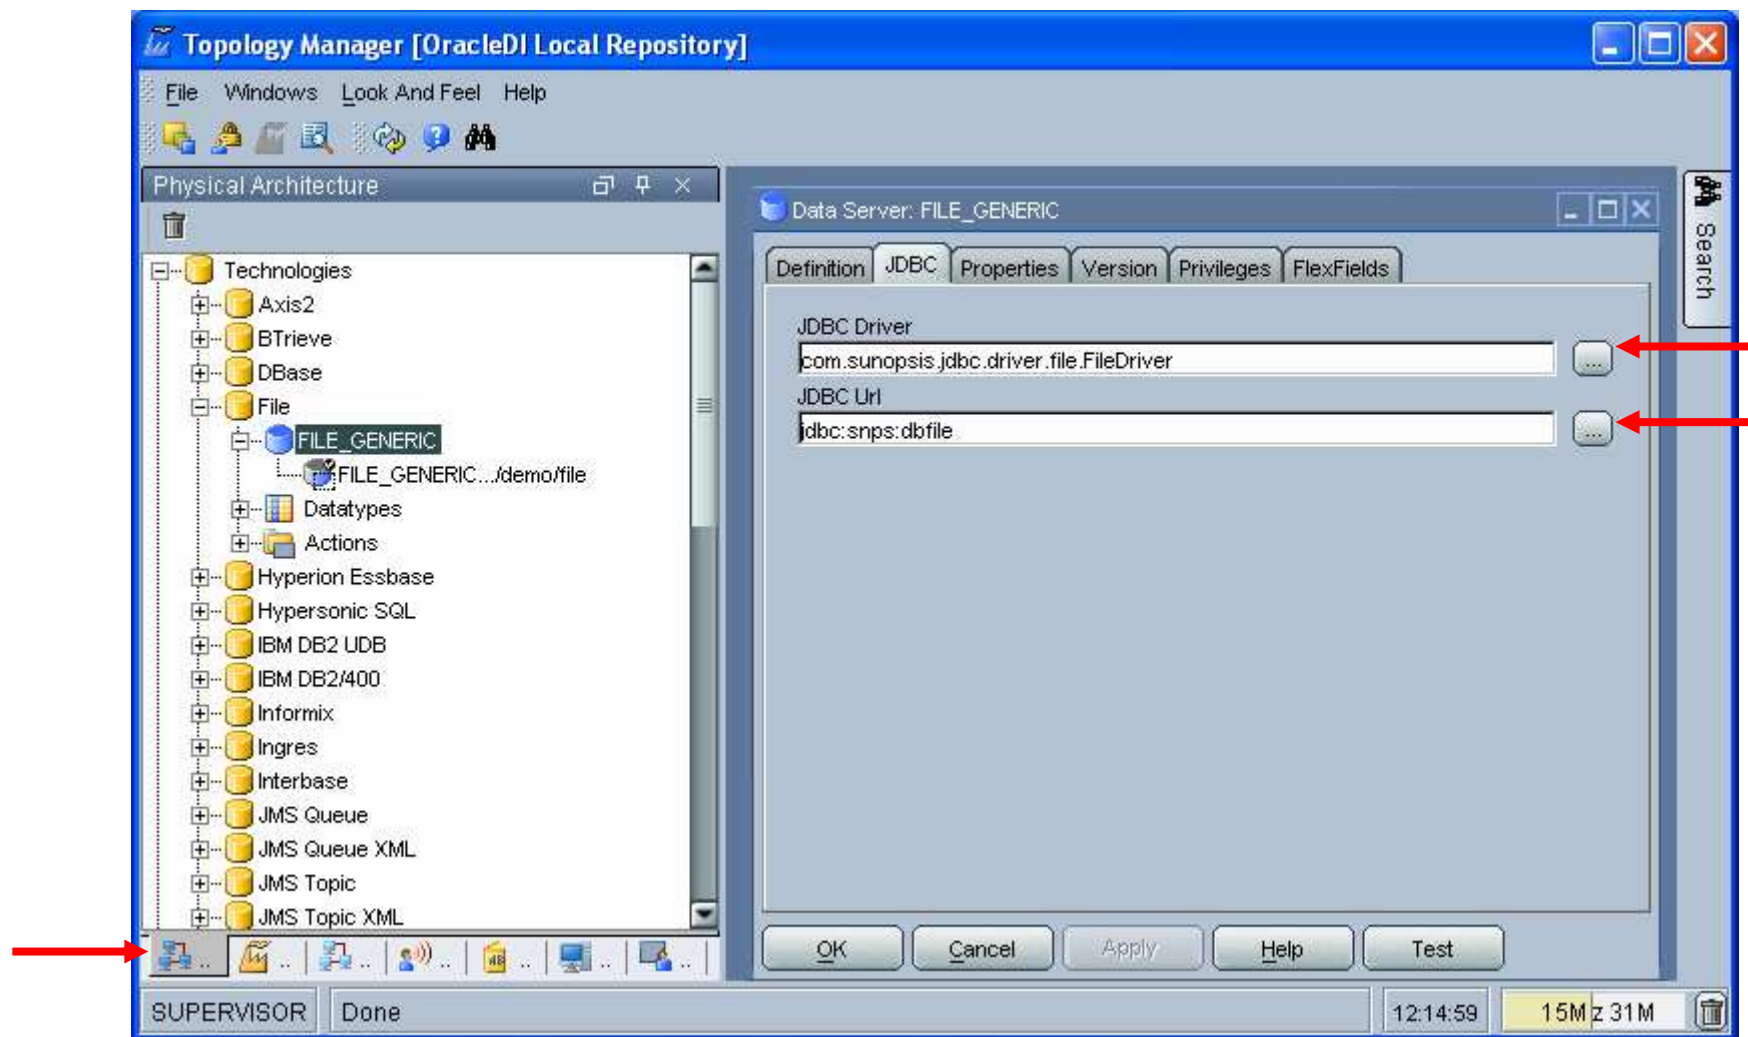 Topology Manager [OracleDI Local Repository]
File Windows Look And Feel Help
Physical Architecture
Technologies
Axis2
BTrieve
DBase
File
FILE_GENERIC
FILE_GENERIC.../demo/file
Datatypes
Actions
Hyperion Essbase
Hypersonic SQL
IBM DB2 UDB
IBM DB2/400
Informix
Ingres
Interbase
JMS Queue
JMS Queue XML
JMS Topic
JMS Topic XML
.. .. .. .. .. .. ..
Data Server: FILE_GENERIC
Definition JDBC Properties Version Privileges FlexFields
JDBC Driver
com.sunopsis.jdbc.driver.file.FileDriver ...
JDBC Url
jdbc:snps:dbfile ...
OK Cancel Apply Help Test
Search
SUPERVISOR Done 12:14:59 15M z 31M